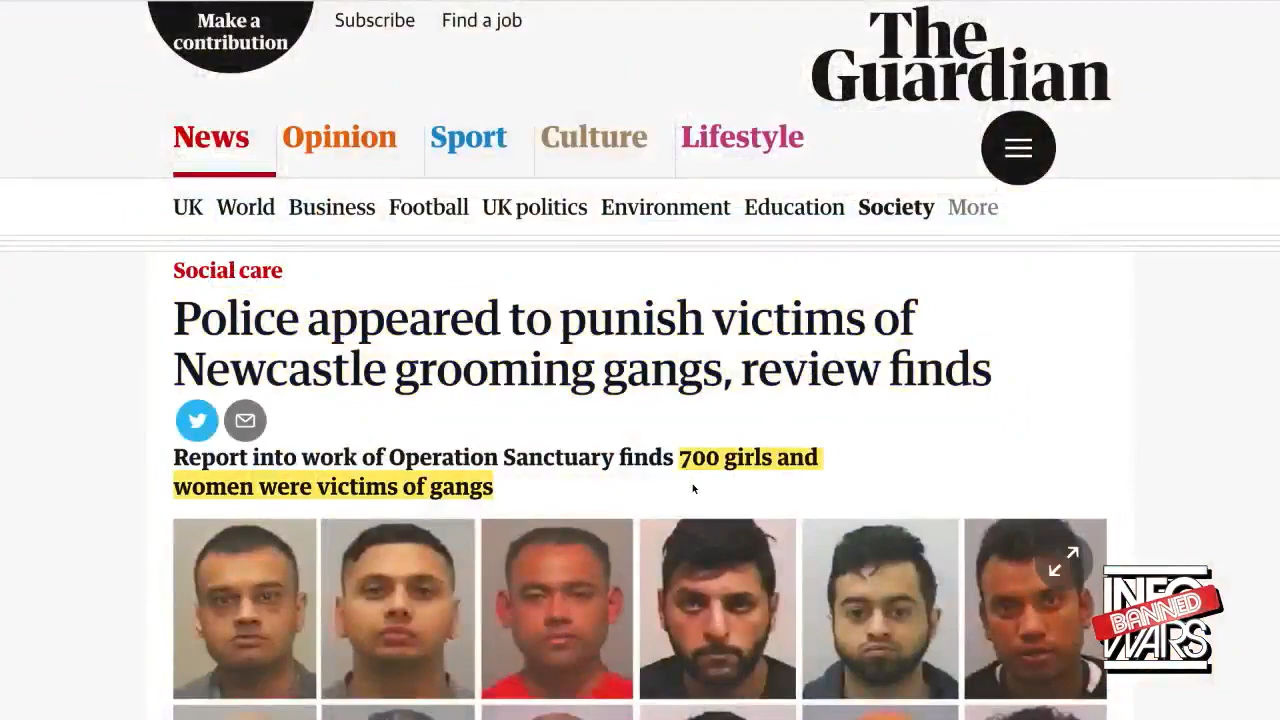 Make a
contribution
Subscribe
Find a job
The
Guardian
News
Opinion
Sport
Culture
Lifestyle
UK World Business Football UK politics Environment Education Society More
Social care
Police appeared to punish victims of
Newcastle grooming gangs, review finds
Report into work of Operation Sanctuary finds 700 girls and
women were victims of gangs
INFO
BANNED
WARS